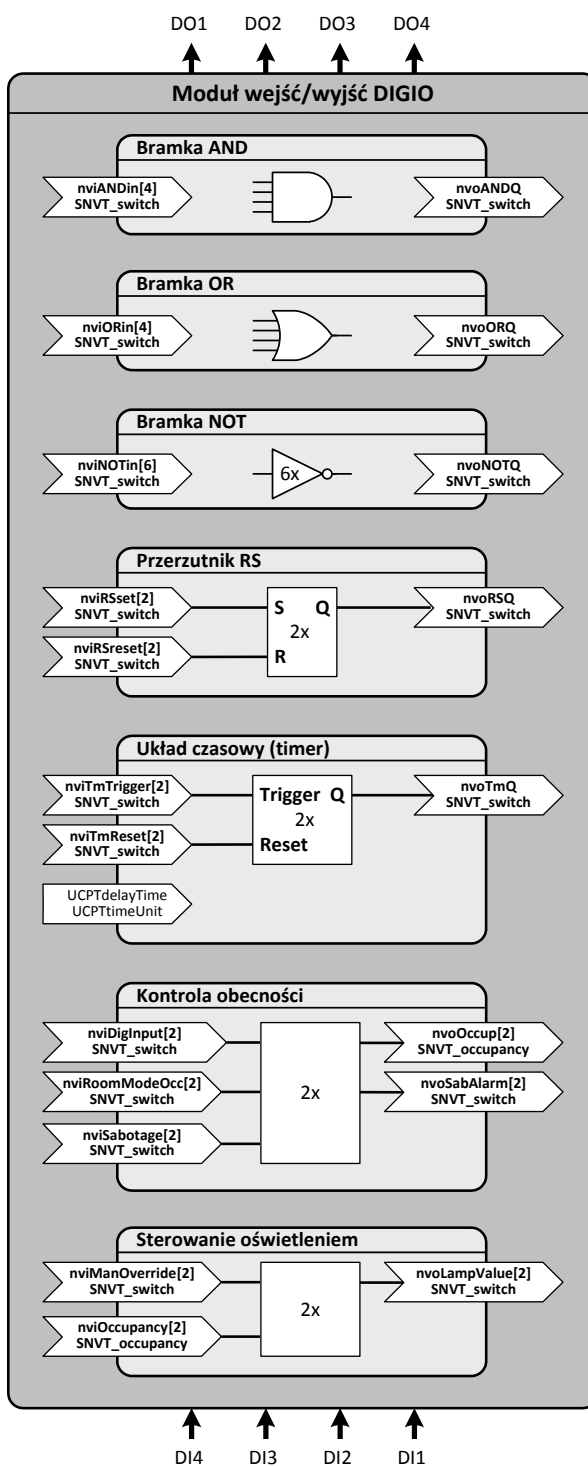 DO1 DO2 DO3 DO4
Moduł wejść/wyjść DIGIO
Bramka AND
nviANDin[4]
SNVT_switch
nvoANDQ
SNVT_switch
Bramka OR
nviORin[4]
SNVT_switch
nvoORQ
SNVT_switch
Bramka NOT
nviNOTin[6]
SNVT_switch
6x
nvoNOTQ
SNVT_switch
Przerzutnik RS
nviRSset[2]
SNVT_switch
nviRSreset[2]
SNVT_switch
S Q
2x
R
nvoRSQ
SNVT_switch
Układ czasowy (timer)
nviTmTrigger[2]
SNVT_switch
nviTmReset[2]
SNVT_switch
UCPTdelayTime
UCPTtimeUnit
Trigger Q
2x
Reset
nvoTmQ
SNVT_switch
Kontrola obecności
nviDigInput[2]
SNVT_switch
nviRoomModeOcc[2]
SNVT_switch
nviSabotage[2]
SNVT_switch
2x
nvoOccup[2]
SNVT_occupancy
nvoSabAlarm[2]
SNVT_switch
Sterowanie oświetleniem
nviManOverride[2]
SNVT_switch
nviOccupancy[2]
SNVT_occupancy
2x
nvoLampValue[2]
SNVT_switch
DI4 DI3 DI2 DI1